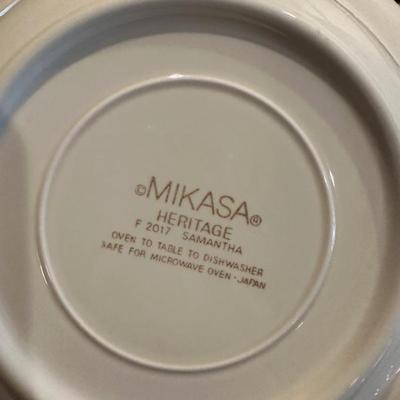 ©MIKASA®
HERITAGE
F 2017 SAMANTHA
OVEN TO TABLE TO DISHWASHER
SAFE FOR MICROWAVE OVEN-JAPAN